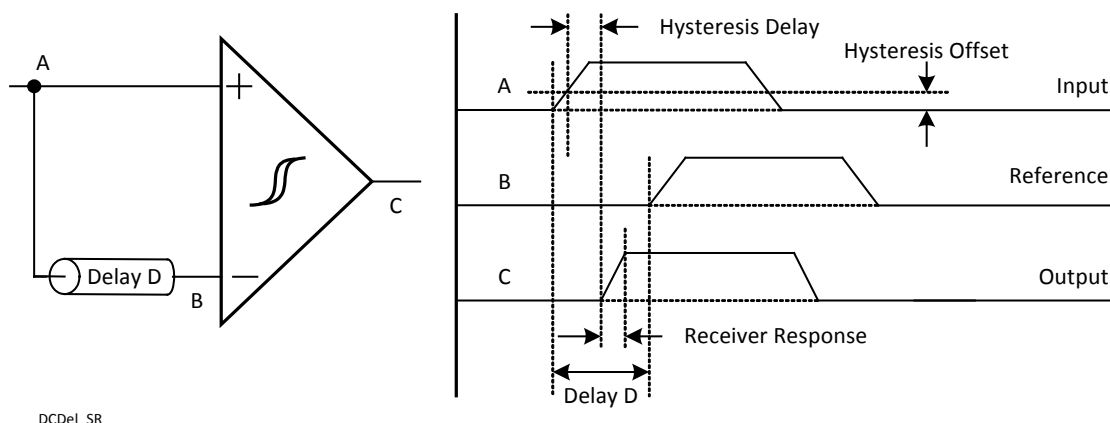 A
+
−
Delay D
B
C
DCDel_SR
Hysteresis Delay
Hysteresis Offset
A
Input
B
Reference
C
Output
Receiver Response
Delay D